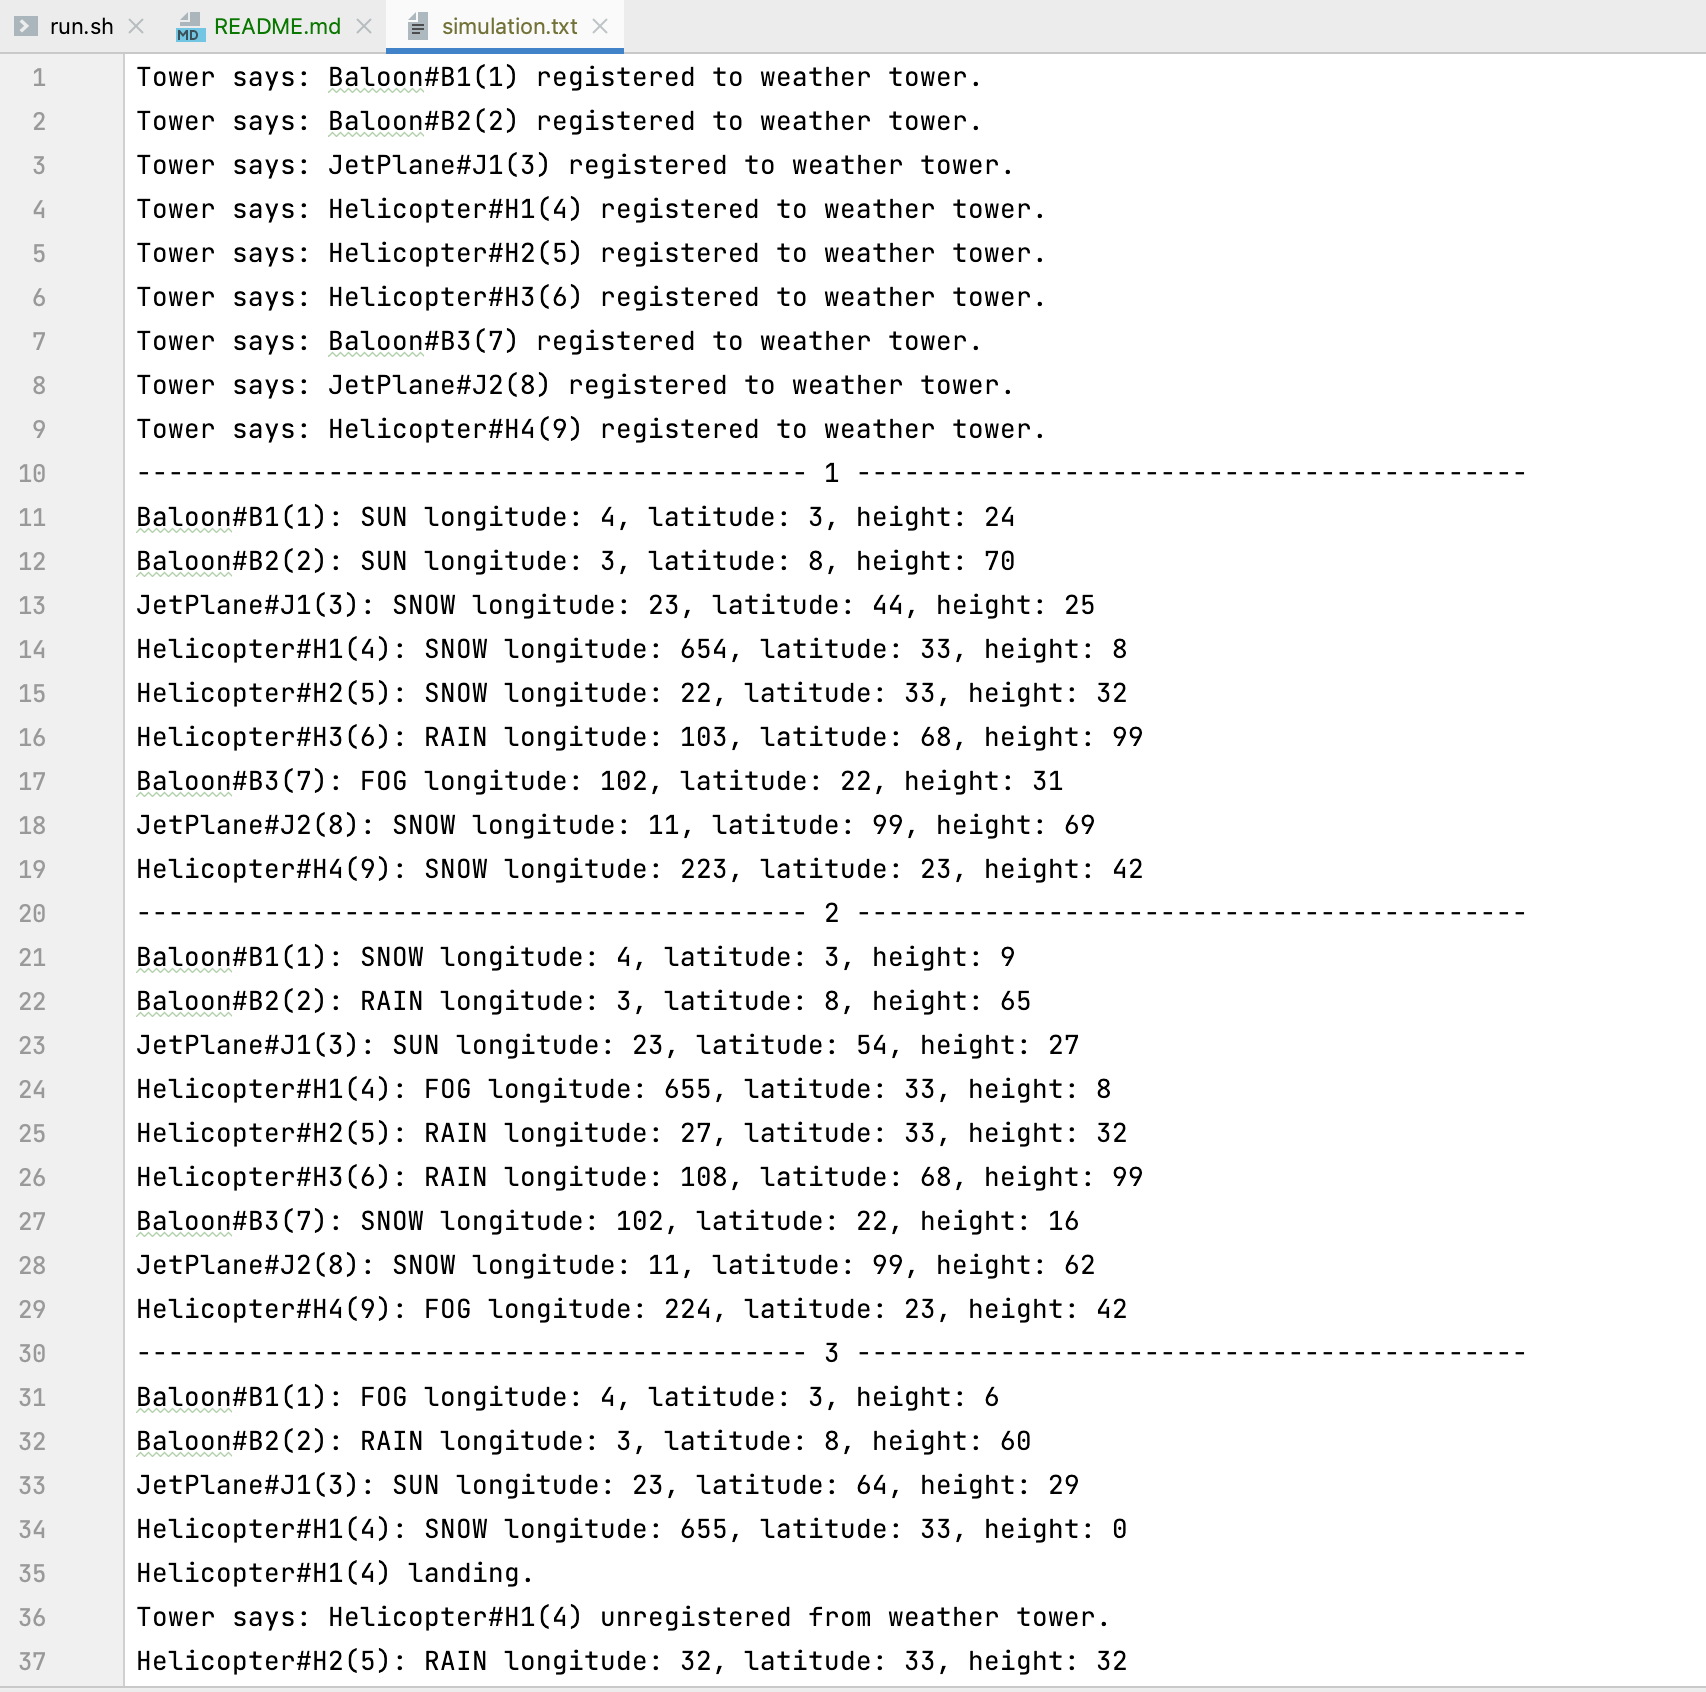 run.sh README.md simulation.txt
1 Tower says: Baloon#B1(1) registered to weather tower.
2 Tower says: Baloon#B2(2) registered to weather tower.
3 Tower says: JetPlane#J1(3) registered to weather tower.
4 Tower says: Helicopter#H1(4) registered to weather tower.
5 Tower says: Helicopter#H2(5) registered to weather tower.
6 Tower says: Helicopter#H3(6) registered to weather tower.
7 Tower says: Baloon#B3(7) registered to weather tower.
8 Tower says: JetPlane#J2(8) registered to weather tower.
9 Tower says: Helicopter#H4(9) registered to weather tower.
10 ------------------------------------------ 1 ------------------------------------------
11 Baloon#B1(1): SUN longitude: 4, latitude: 3, height: 24
12 Baloon#B2(2): SUN longitude: 3, latitude: 8, height: 70
13 JetPlane#J1(3): SNOW longitude: 23, latitude: 44, height: 25
14 Helicopter#H1(4): SNOW longitude: 654, latitude: 33, height: 8
15 Helicopter#H2(5): SNOW longitude: 22, latitude: 33, height: 32
16 Helicopter#H3(6): RAIN longitude: 103, latitude: 68, height: 99
17 Baloon#B3(7): FOG longitude: 102, latitude: 22, height: 31
18 JetPlane#J2(8): SNOW longitude: 11, latitude: 99, height: 69
19 Helicopter#H4(9): SNOW longitude: 223, latitude: 23, height: 42
20 ------------------------------------------ 2 ------------------------------------------
21 Baloon#B1(1): SNOW longitude: 4, latitude: 3, height: 9
22 Baloon#B2(2): RAIN longitude: 3, latitude: 8, height: 65
23 JetPlane#J1(3): SUN longitude: 23, latitude: 54, height: 27
24 Helicopter#H1(4): FOG longitude: 655, latitude: 33, height: 8
25 Helicopter#H2(5): RAIN longitude: 27, latitude: 33, height: 32
26 Helicopter#H3(6): RAIN longitude: 108, latitude: 68, height: 99
27 Baloon#B3(7): SNOW longitude: 102, latitude: 22, height: 16
28 JetPlane#J2(8): SNOW longitude: 11, latitude: 99, height: 62
29 Helicopter#H4(9): FOG longitude: 224, latitude: 23, height: 42
30 ------------------------------------------ 3 ------------------------------------------
31 Baloon#B1(1): FOG longitude: 4, latitude: 3, height: 6
32 Baloon#B2(2): RAIN longitude: 3, latitude: 8, height: 60
33 JetPlane#J1(3): SUN longitude: 23, latitude: 64, height: 29
34 Helicopter#H1(4): SNOW longitude: 655, latitude: 33, height: 0
35 Helicopter#H1(4) landing.
36 Tower says: Helicopter#H1(4) unregistered from weather tower.
37 Helicopter#H2(5): RAIN longitude: 32, latitude: 33, height: 32